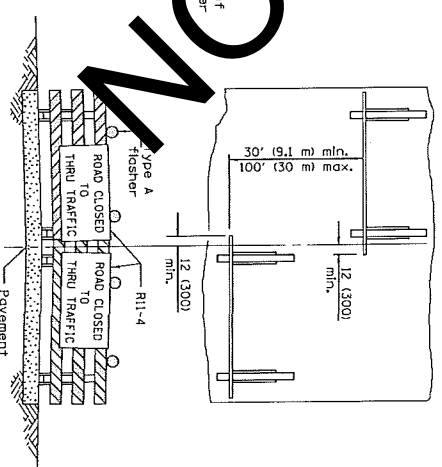 NO
30' (9.1 m) min.
100' (30 m) max.
12 (300)
min.
12 (300)
min.
Type A
flasher
R11-4
ROAD CLOSED
TO
THRU TRAFFIC
ROAD CLOSED
TO
THRU TRAFFIC
Pavement